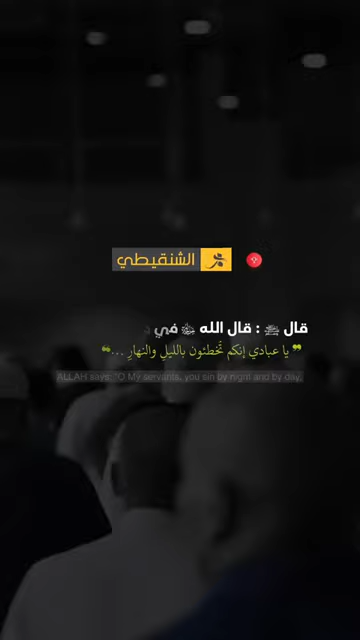 الشنقيطي
قال ﷺ : قال الله ﷻ في
❞ يا عبادي إنكم تُخطئون بالليلِ والنهارِ ...❝
ALLAH says: "O My servants, you sin by night and by day,